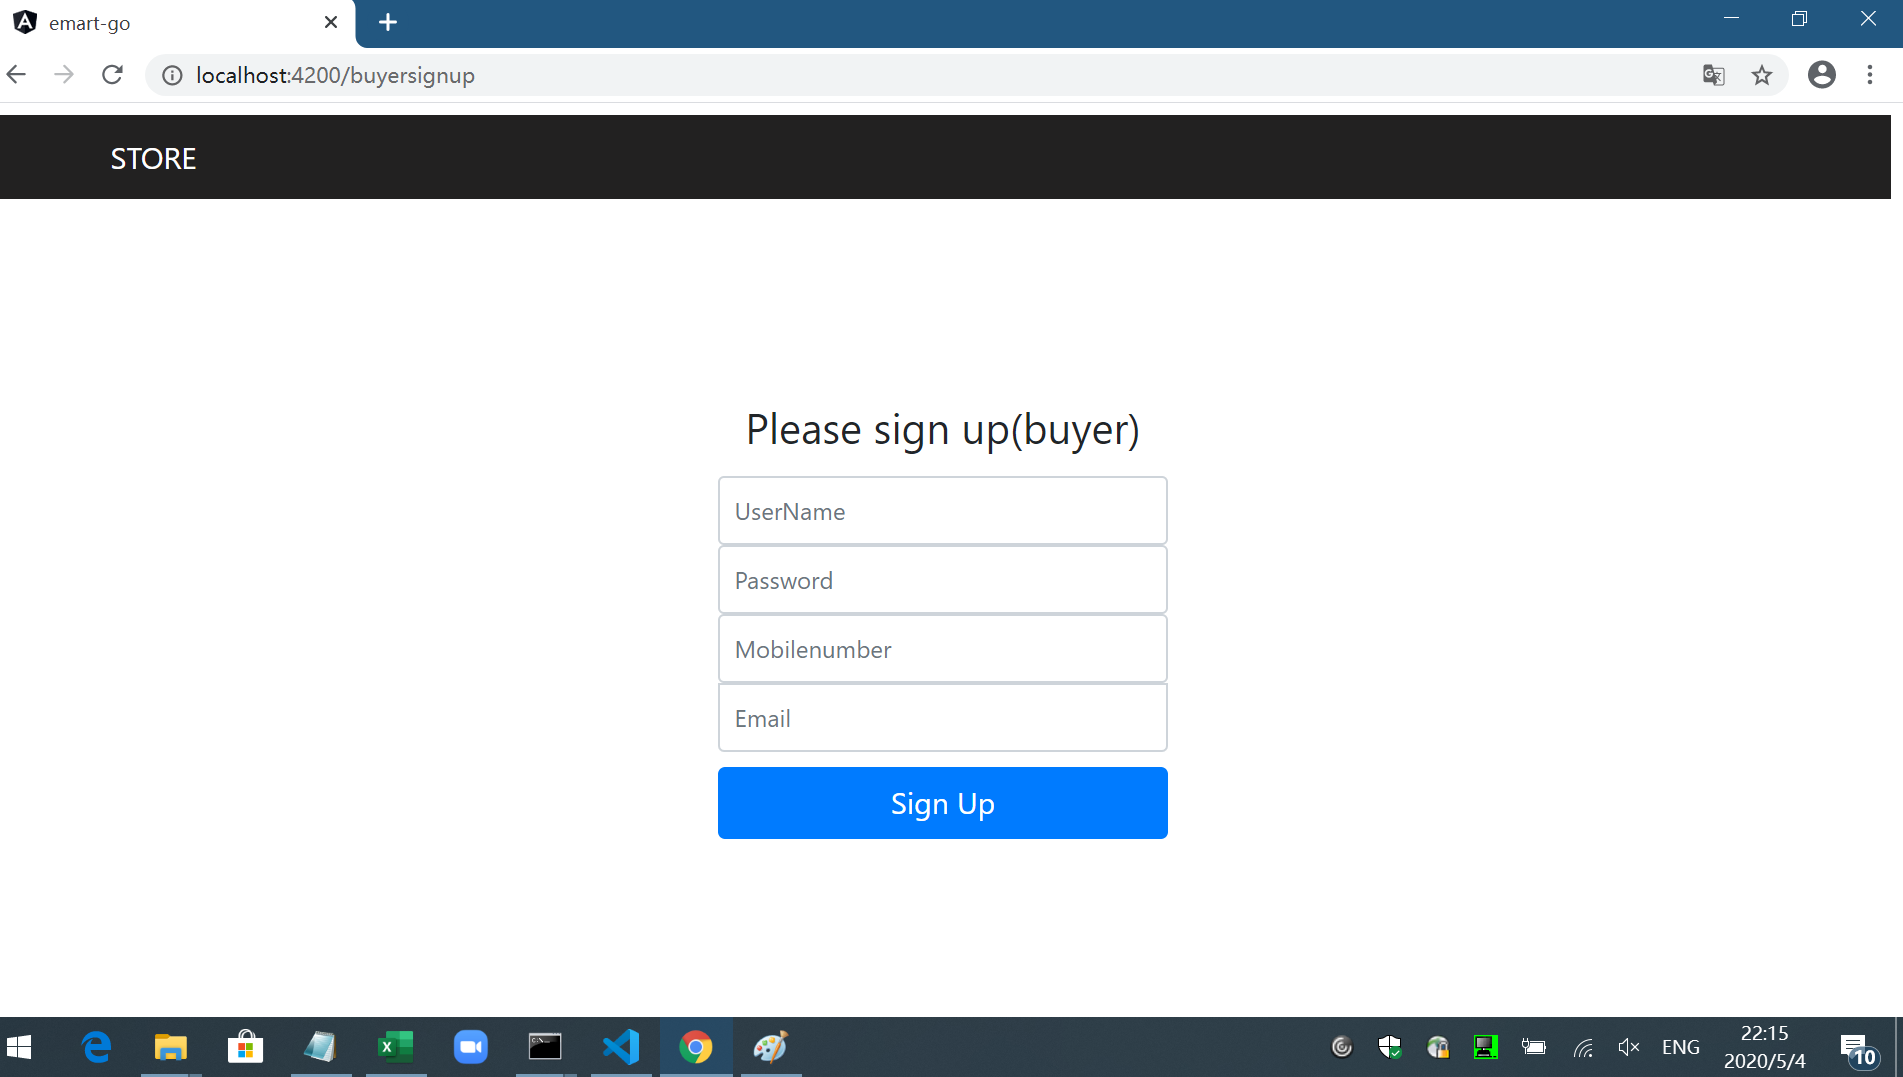 emart-go
localhost:4200/buyersignup
STORE
Please sign up(buyer)
UserName
Password
Mobilenumber
Email
Sign Up
ENG
22:15
2020/5/4
10